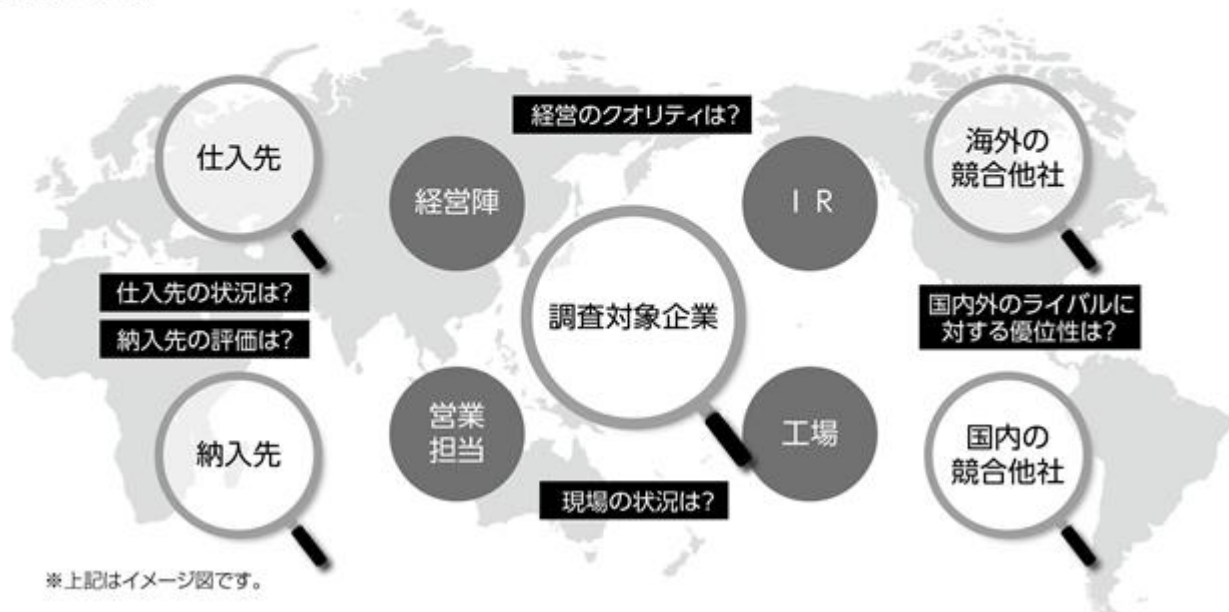 経営のクオリティは?
仕入先
経営陣
I R
海外の
競合他社
調査対象企業
仕入先の状況は?
納入先の評価は?
国内外のライバルに
対する優位性は?
納入先
営業
担当
工場
国内の
競合他社
現場の状況は?
※上記はイメージ図です。